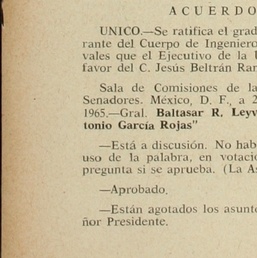 ACUERDO
UNICO.—Se ratifica el grad
rante del Cuerpo de Ingeniero
vales que el Ejecutivo de la U
favor del C. Jesús Beltrán Ran
Sala de Comisiones de la
Senadores. México, D. F., a 2
1965.—Gral. Baltasar R. Leyv
tonio García Rojas"
—Está a discusión. No hab
uso de la palabra, en votació
pregunta si se aprueba. (La As
—Aprobado.
—Están agotados los asunto
ñor Presidente.